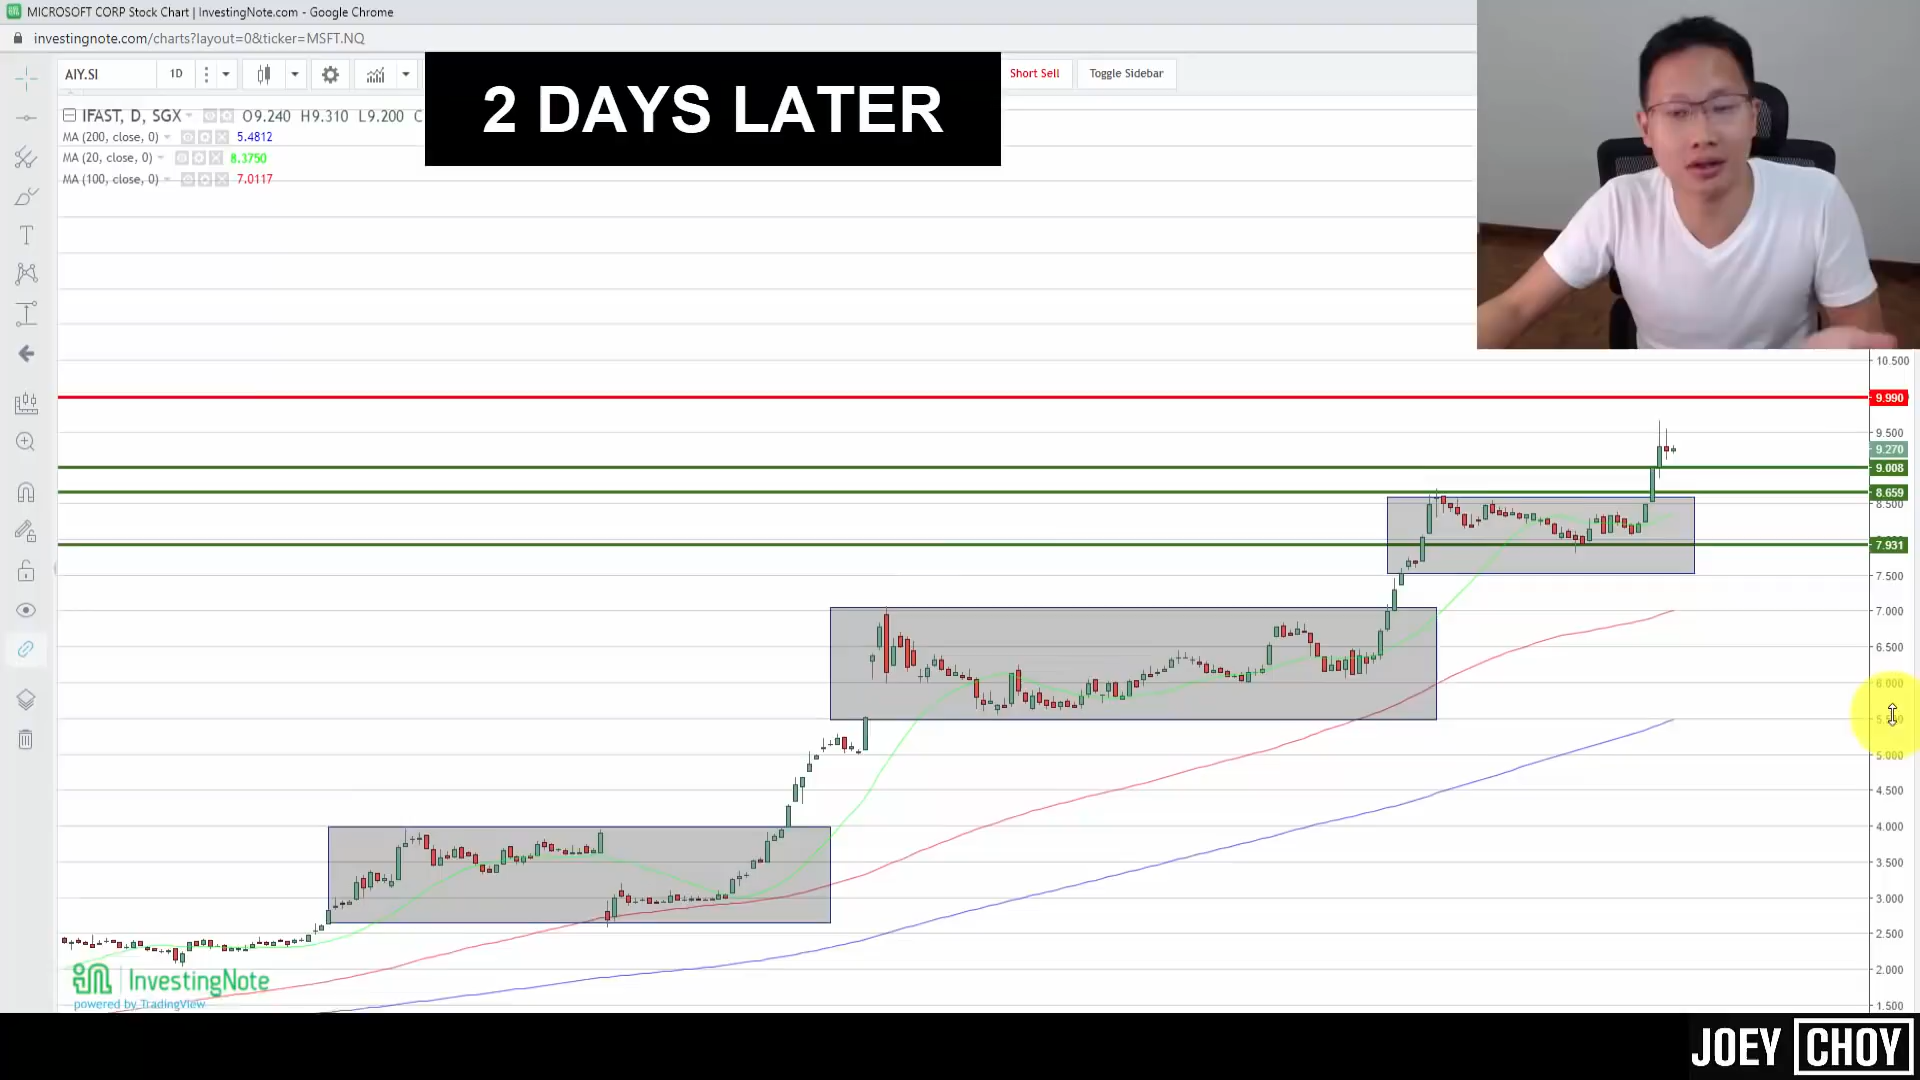 MICROSOFT CORP Stock Chart | InvestingNote.com - Google Chrome
investingnote.com/charts?layout=0&ticker=MSFT.NQ
AIY.SI 1D Short Sell Toggle Sidebar
2 DAYS LATER
IFAST, D, SGX O9.240 H9.310 L9.200 C
MA (200, close, 0) 5.4812
MA (20, close, 0) 8.3750
MA (100, close, 0) 7.0117
10.500
9.990
9.500
9.270
9.008
8.659
8.500
7.931
7.500
7.000
6.500
6.000
5.000
4.500
4.000
3.500
3.000
2.500
2.000
1.500
InvestingNote
powered by TradingView
JOEY CHOY